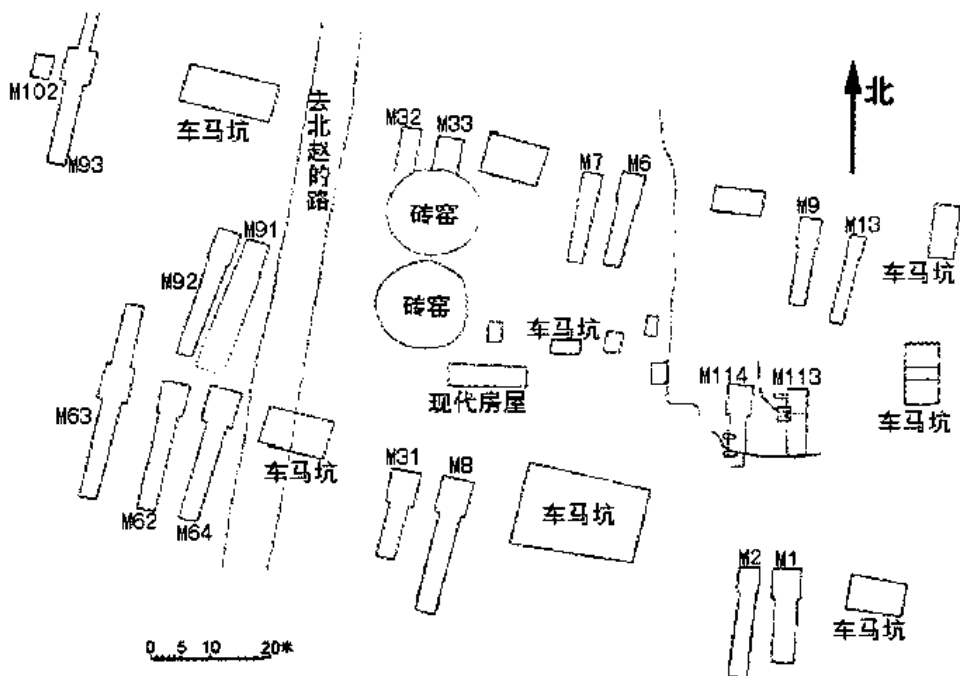 北
M102
M93
车马坑
去北赵的路
M32
M33
砖窑
砖窑
M7
M6
M9
M13
车马坑
M91
M92
车马坑
现代房屋
M114
M113
车马坑
M63
M62
M64
车马坑
M31
M8
车马坑
M2
M1
车马坑
0 5 10 20米